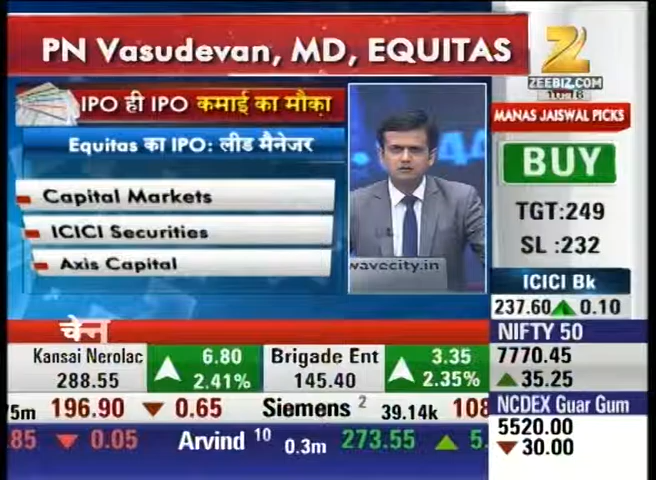 PN Vasudevan, MD, EQUITAS
ZEEBIZ.COM
IPO ही IPO कमाई का मौका
Equitas का IPO: लीड मैनेजर
Capital Markets
ICICI Securities
Axis Capital
wavecity.in
MANAS JAISWAL PICKS
BUY
TGT:249
SL :232
ICICI Bk
237.60 0.10
चेन
Kansai Nerolac 6.80
288.55 2.41%
Brigade Ent 3.35
145.40 2.35%
NIFTY 50
7770.45
35.25
75m 196.90 0.65 Siemens 2 39.14k 108
NCDEX Guar Gum
5520.00
30.00
.85 0.05 Arvind 10 0.3m 273.55 5.